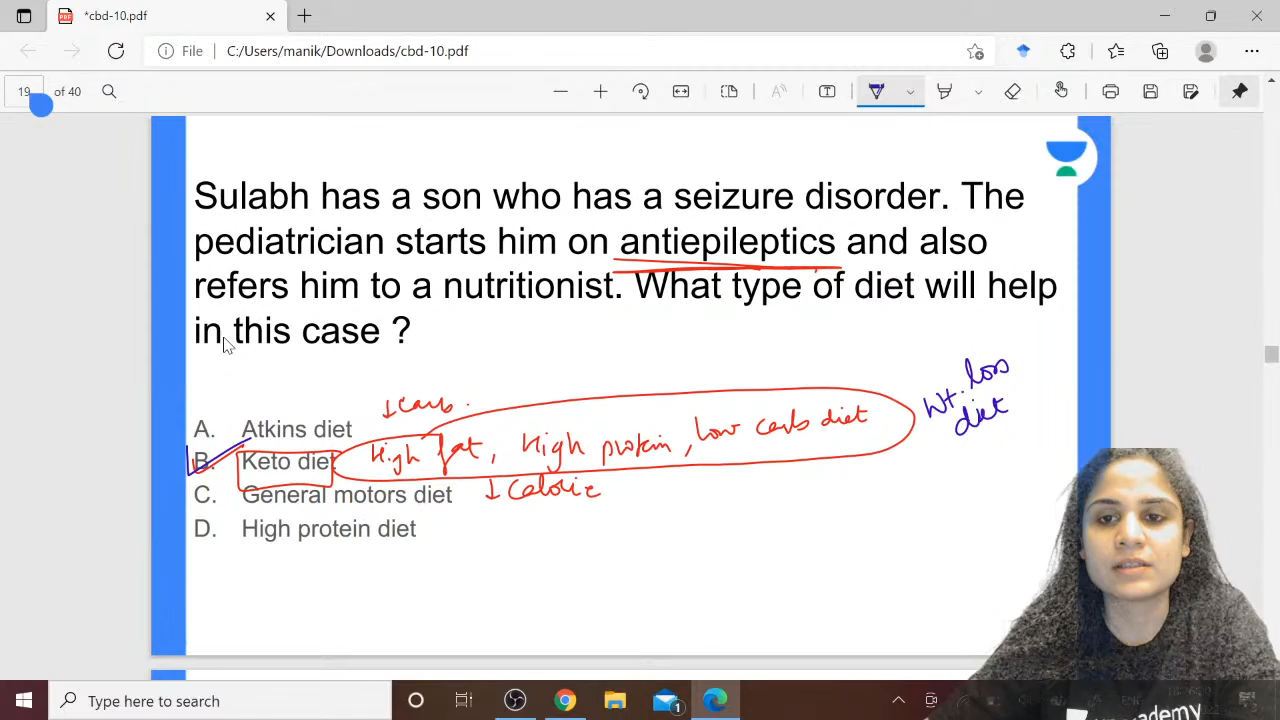 *cbd-10.pdf
File
C:/Users/manik/Downloads/cbd-10.pdf
19 of 40
Sulabh has a son who has a seizure disorder. The
pediatrician starts him on antiepileptics and also
refers him to a nutritionist. What type of diet will help
in this case ?
Wt. loss
diet
↓ Carb.
A. Atkins diet
B. Keto diet High fat, High protein, low carb diet
C. General motors diet ↓ Calorie
D. High protein diet
Type here to search
1
ENG
academy